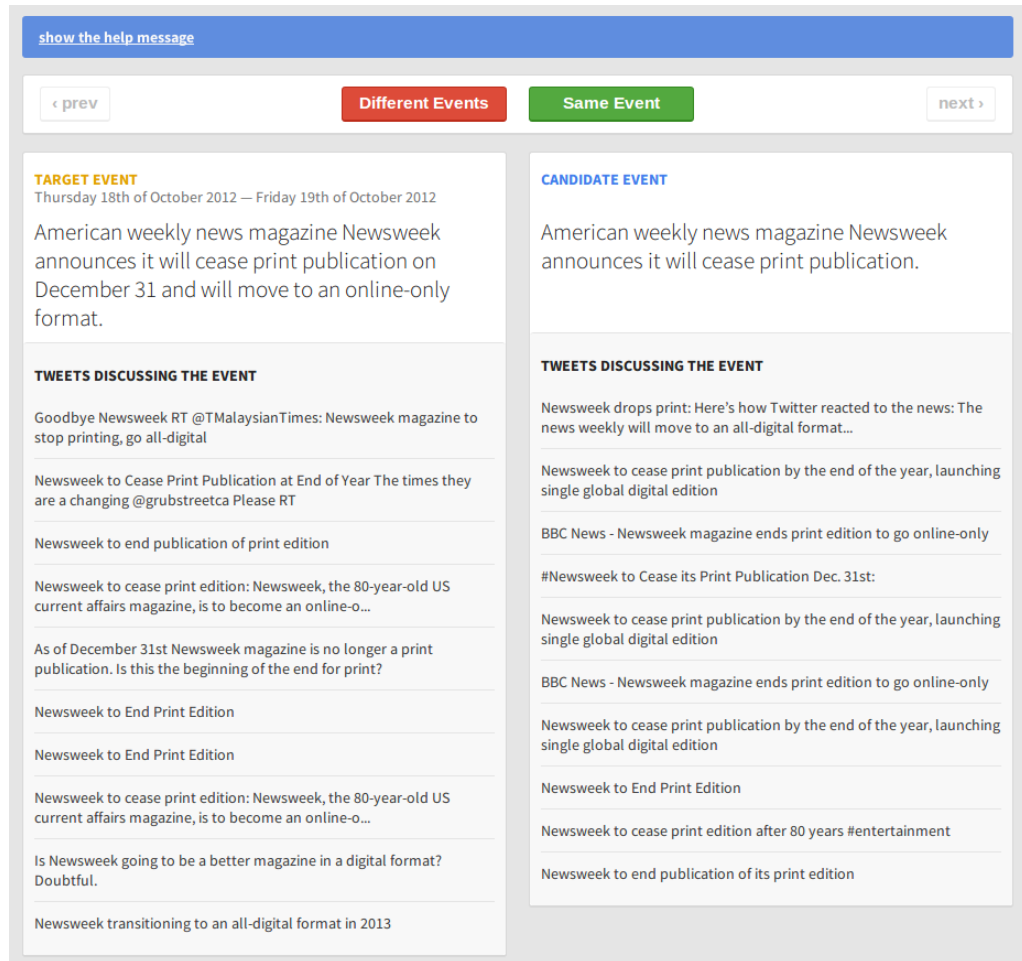 show the help message
‹ prev
Different Events
Same Event
next ›
TARGET EVENT
Thursday 18th of October 2012 — Friday 19th of October 2012
American weekly news magazine Newsweek
announces it will cease print publication on
December 31 and will move to an online-only
format.
TWEETS DISCUSSING THE EVENT
Goodbye Newsweek RT @TMalaysianTimes: Newsweek magazine to
stop printing, go all-digital
Newsweek to Cease Print Publication at End of Year The times they
are a changing @grubstreetca Please RT
Newsweek to end publication of print edition
Newsweek to cease print edition: Newsweek, the 80-year-old US
current affairs magazine, is to become an online-o...
As of December 31st Newsweek magazine is no longer a print
publication. Is this the beginning of the end for print?
Newsweek to End Print Edition
Newsweek to End Print Edition
Newsweek to cease print edition: Newsweek, the 80-year-old US
current affairs magazine, is to become an online-o...
Is Newsweek going to be a better magazine in a digital format?
Doubtful.
Newsweek transitioning to an all-digital format in 2013
CANDIDATE EVENT
American weekly news magazine Newsweek
announces it will cease print publication.
TWEETS DISCUSSING THE EVENT
Newsweek drops print: Here’s how Twitter reacted to the news: The
news weekly will move to an all-digital format...
Newsweek to cease print publication by the end of the year, launching
single global digital edition
BBC News - Newsweek magazine ends print edition to go online-only
#Newsweek to Cease its Print Publication Dec. 31st:
Newsweek to cease print publication by the end of the year, launching
single global digital edition
BBC News - Newsweek magazine ends print edition to go online-only
Newsweek to cease print publication by the end of the year, launching
single global digital edition
Newsweek to End Print Edition
Newsweek to cease print edition after 80 years #entertainment
Newsweek to end publication of its print edition